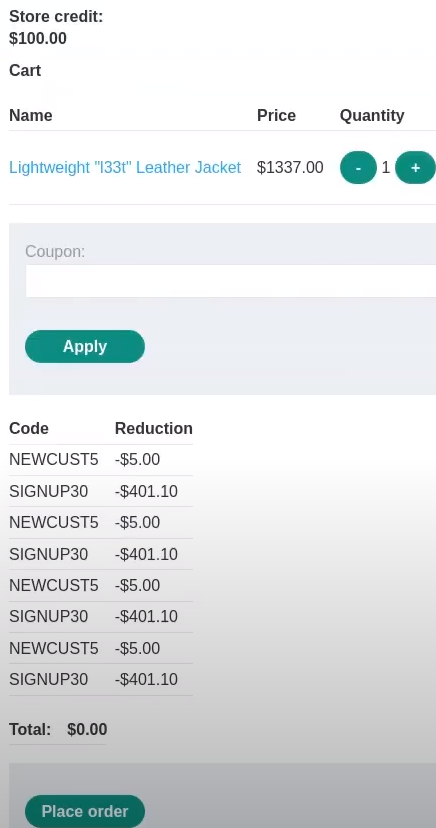 Store credit:
$100.00
Cart
Name Price Quantity
Lightweight "l33t" Leather Jacket $1337.00 - 1 +
Coupon:
Apply
Code Reduction
NEWCUST5 -$5.00
SIGNUP30 -$401.10
NEWCUST5 -$5.00
SIGNUP30 -$401.10
NEWCUST5 -$5.00
SIGNUP30 -$401.10
NEWCUST5 -$5.00
SIGNUP30 -$401.10
Total: $0.00
Place order